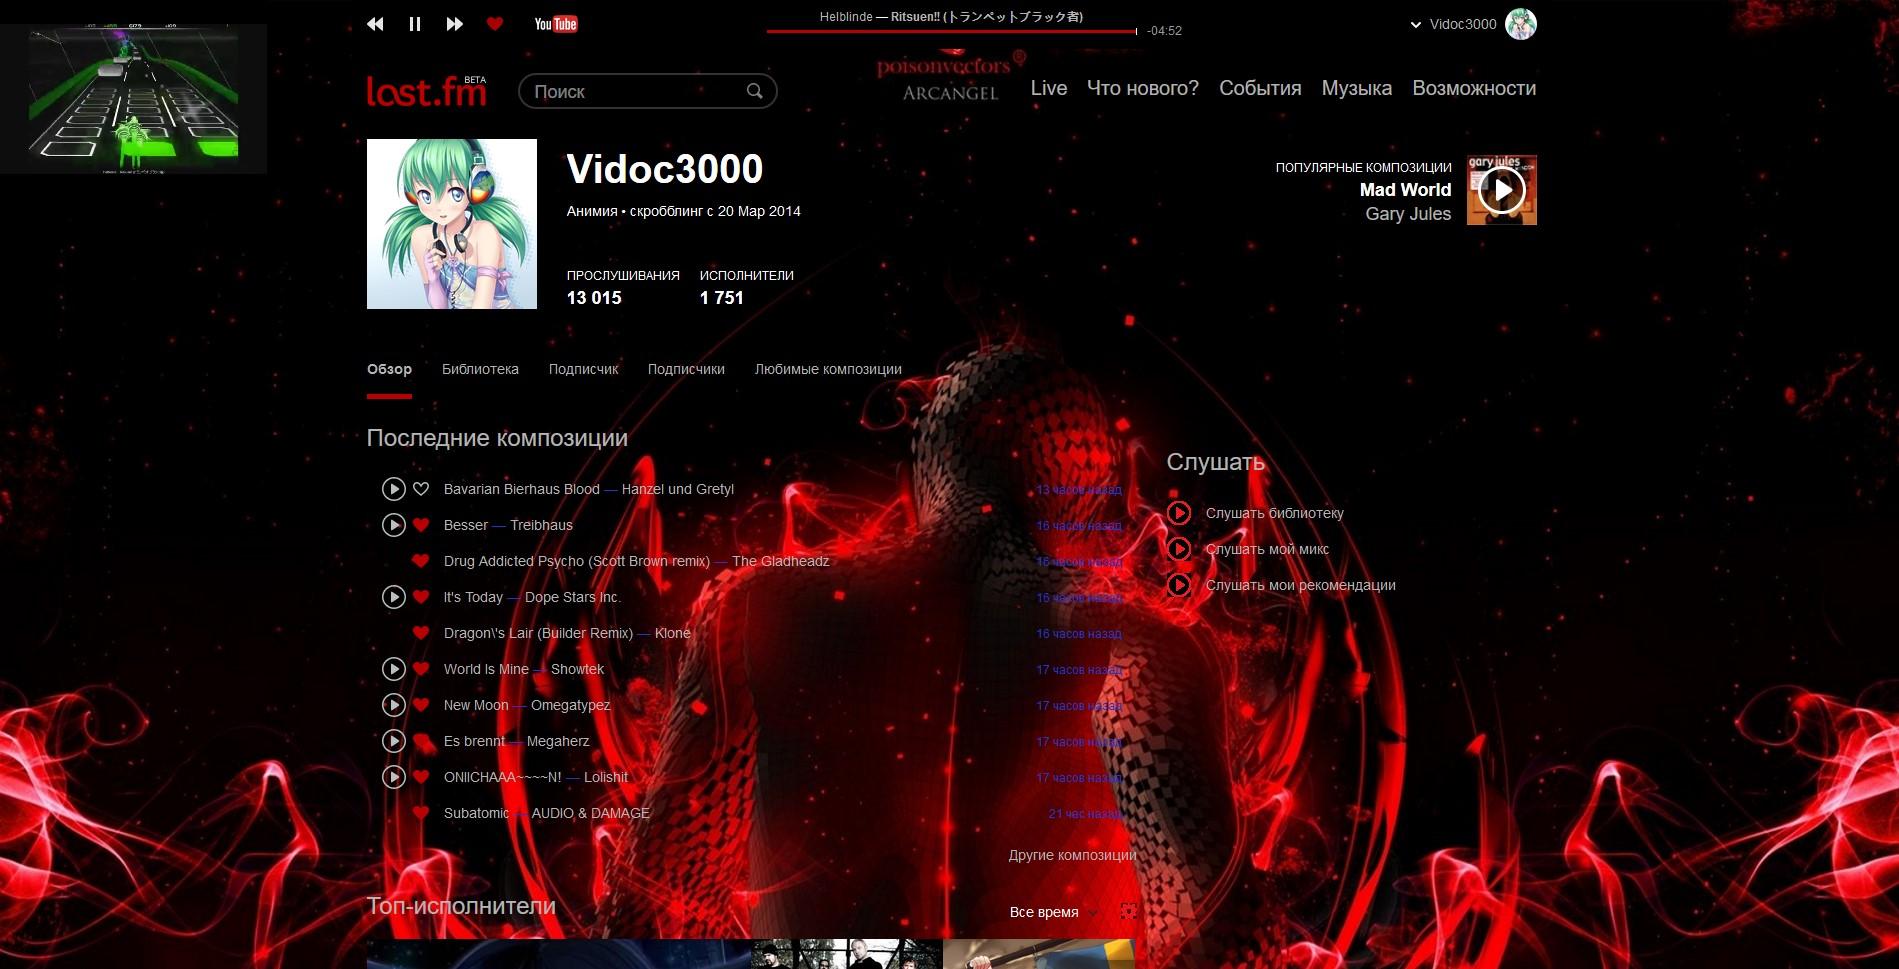 You Tube
Helblinde — Ritsuen!! (トランペットブラック者)
-04:52
Vidoc3000
last.fm
BETA
Поиск
poisonvectors ®
ARCANGEL
Live
Что нового?
События
Музыка
Возможности
Vidoc3000
Анимия • скробблинг с 20 Мар 2014
ПРОСЛУШИВАНИЯ
13 015
ИСПОЛНИТЕЛИ
1 751
ПОПУЛЯРНЫЕ КОМПОЗИЦИИ
Mad World
Gary Jules
gary jules
Обзор
Библиотека
Подписчик
Подписчики
Любимые композиции
Последние композиции
Bavarian Bierhaus Blood — Hanzel und Gretyl
13 часов назад
Besser — Treibhaus
16 часов назад
Drug Addicted Psycho (Scott Brown remix) — The Gladheadz
16 часов назад
It's Today — Dope Stars Inc.
16 часов назад
Dragon\'s Lair (Builder Remix) — Klone
16 часов назад
World Is Mine — Showtek
17 часов назад
New Moon — Omegatypez
17 часов назад
Es brennt — Megaherz
17 часов назад
ONIICHAAA~~~~N! — Lolishit
17 часов назад
Subatomic — AUDIO & DAMAGE
21 час назад
Другие композиции
Слушать
Слушать библиотеку
Слушать мой микс
Слушать мои рекомендации
Топ-исполнители
Все время